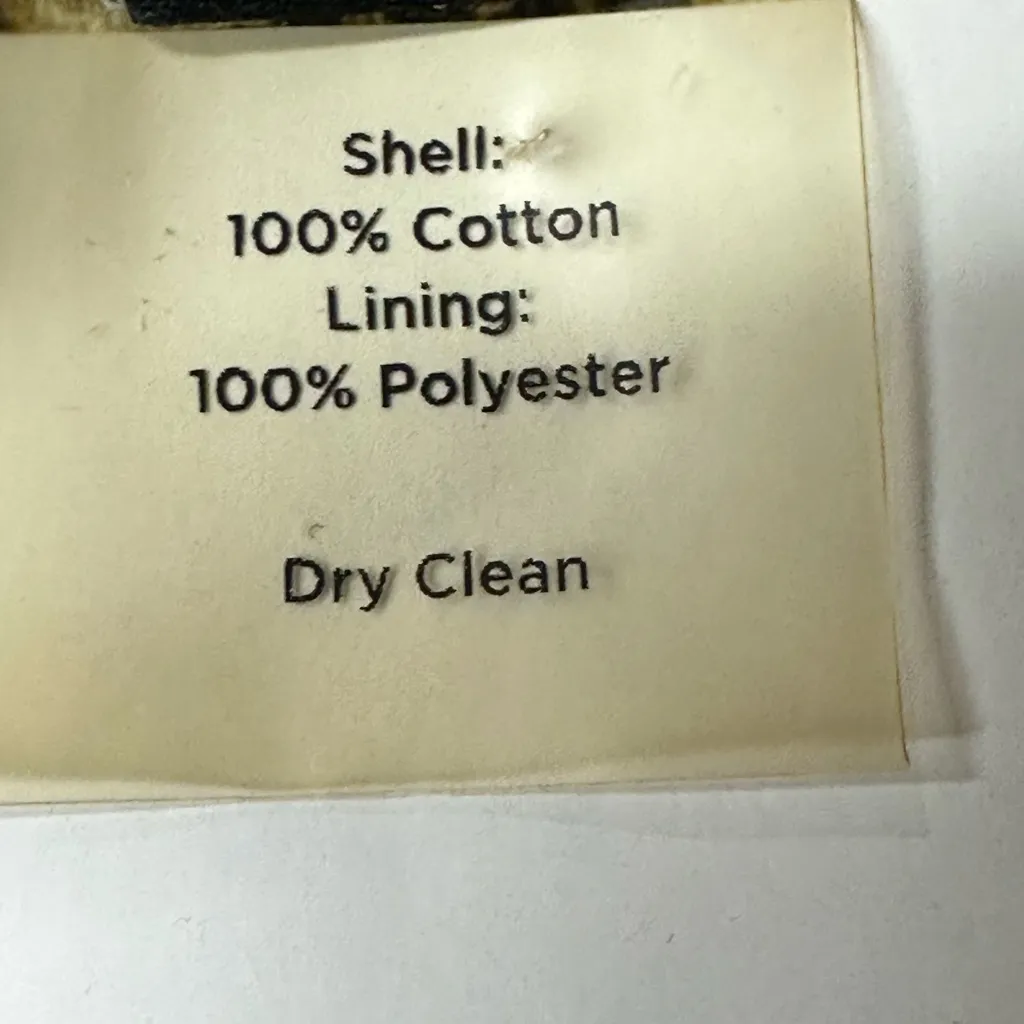 Shell:
100% Cotton
Lining:
100% Polyester
Dry Clean